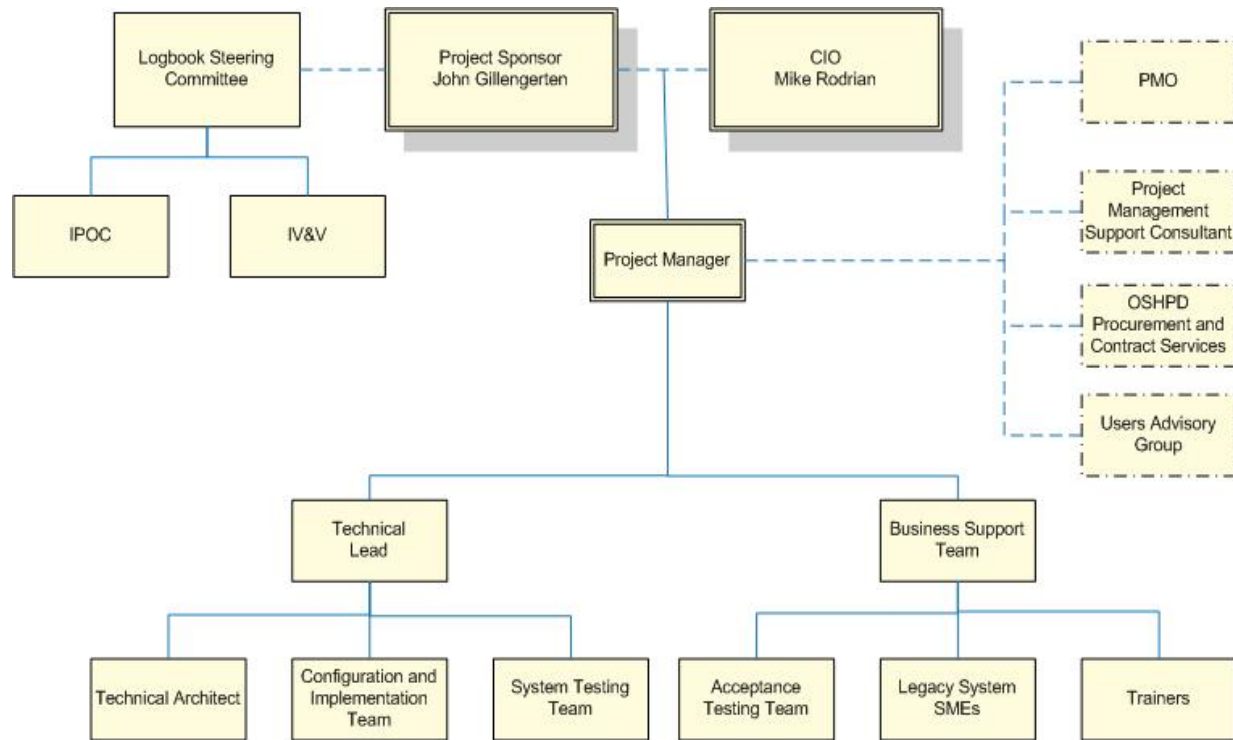 Logbook Steering
Committee
Project Sponsor
John Gillengerten
CIO
Mike Rodrian
PMO
IPOC
IV&V
Project Manager
Project
Management
Support Consultant
OSHPD
Procurement and
Contract Services
Users Advisory
Group
Technical
Lead
Business Support
Team
Technical Architect
Configuration and
Implementation
Team
System Testing
Team
Acceptance
Testing Team
Legacy System
SMEs
Trainers